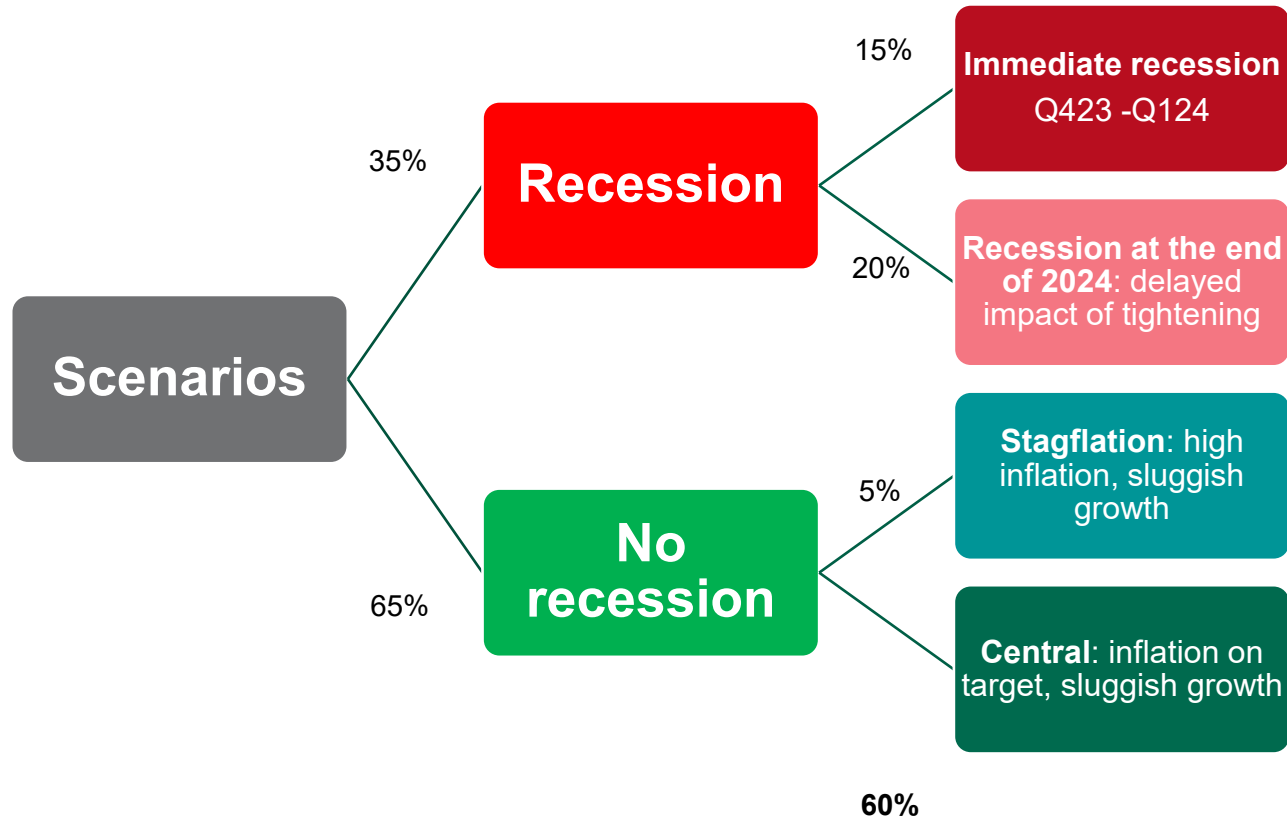 Scenarios
35%
65%
Recession
No
recession
15%
20%
5%
60%
Immediate recession
Q423 -Q124
Recession at the end
of 2024: delayed
impact of tightening
Stagflation: high
inflation, sluggish
growth
Central: inflation on
target, sluggish growth